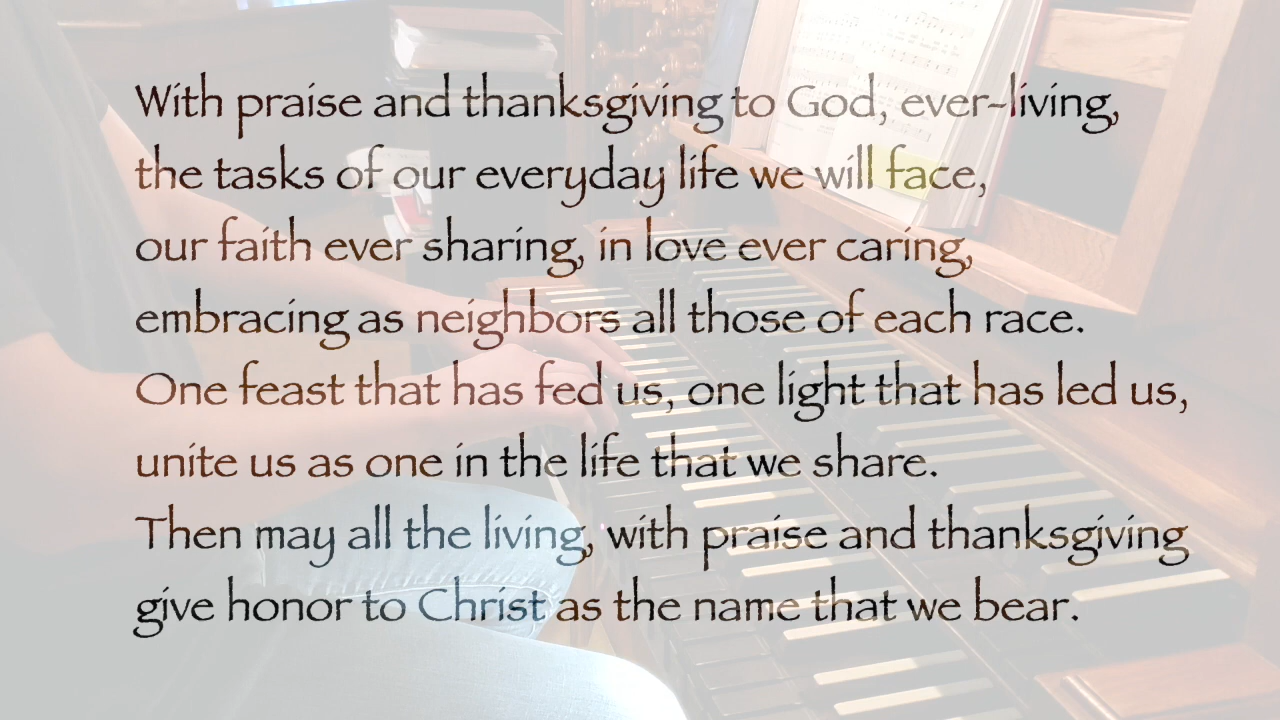 With praise and thanksgiving to God, ever-living,
the tasks of our everyday life we will face,
our faith ever sharing, in love ever caring,
embracing as neighbors all those of each race.
One feast that has fed us, one light that has led us,
unite us as one in the life that we share.
Then may all the living, with praise and thanksgiving
give honor to Christ as the name that we bear.